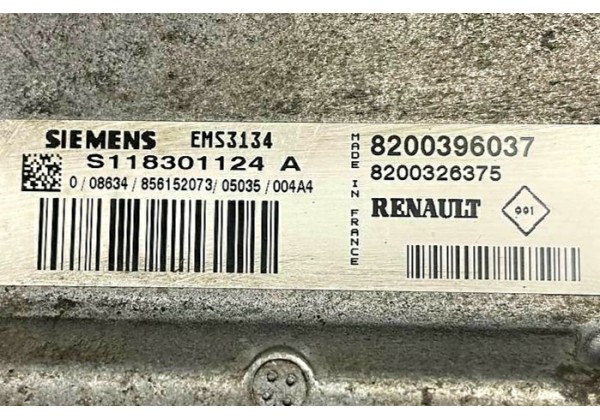 SIEMENS EMS3134
S118301124 A
0 / 08634 / 856152073/ 05035 / 004A4
MADE IN FRANCE
8200396037
8200326375
RENAULT 001